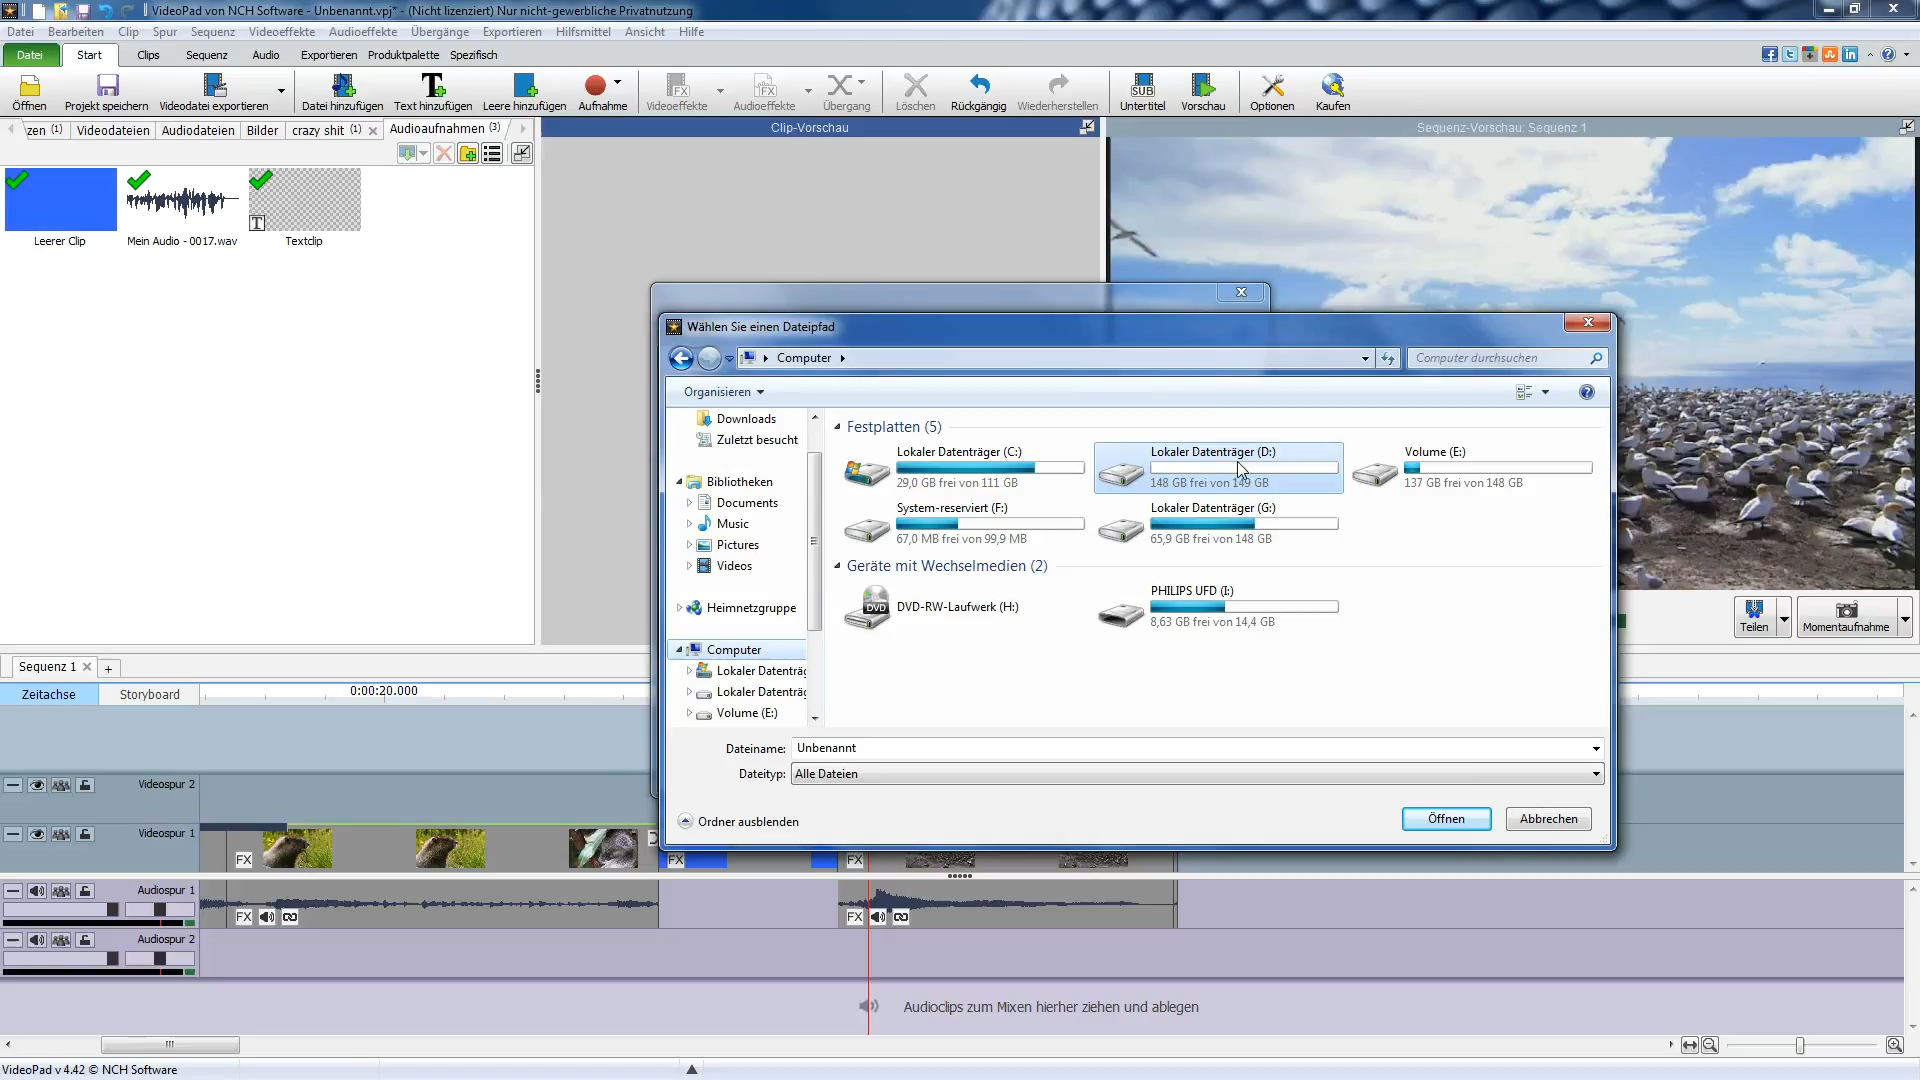 VideoPad von NCH Software - Unbenannt.vpj* - (Nicht lizenziert) Nur nicht-gewerbliche Privatnutzung
Datei Bearbeiten Clip Spur Sequenz Videoeffekte Audioeffekte Übergänge Exportieren Hilfsmittel Ansicht Hilfe
Datei Start Clips Sequenz Audio Exportieren Produktpalette Spezifisch
Öffnen Projekt speichern Videodatei exportieren Datei hinzufügen Text hinzufügen Leere hinzufügen Aufnahme Videoeffekte Audioeffekte Übergang Löschen Rückgängig Wiederherstellen Untertitel Vorschau Optionen Kaufen
zen (1) Videodateien Audiodateien Bilder crazy shit (1) Audioaufnahmen (3)
Clip-Vorschau
Sequenz-Vorschau: Sequenz 1
Leerer Clip Mein Audio - 0017.wav Textclip
Wählen Sie einen Dateipfad
Computer
Computer durchsuchen
Organisieren
Downloads
Zuletzt besucht
Bibliotheken
Documents
Music
Pictures
Videos
Heimnetzgruppe
Computer
Lokaler Datenträg
Lokaler Datenträg
Volume (E:)
Festplatten (5)
Lokaler Datenträger (C:)
29,0 GB frei von 111 GB
Lokaler Datenträger (D:)
148 GB frei von 149 GB
Volume (E:)
137 GB frei von 148 GB
System-reserviert (F:)
67,0 MB frei von 99,9 MB
Lokaler Datenträger (G:)
65,9 GB frei von 148 GB
Geräte mit Wechselmedien (2)
DVD
DVD-RW-Laufwerk (H:)
PHILIPS UFD (I:)
8,63 GB frei von 14,4 GB
Dateiname: Unbenannt
Dateityp: Alle Dateien
Ordner ausblenden
Öffnen Abbrechen
Teilen Momentaufnahme
Sequenz 1
Zeitachse Storyboard
0:00:20.000
Videospur 2
Videospur 1
FX FX FX
Audiospur 1
FX FX
Audiospur 2
Audioclips zum Mixen hierher ziehen und ablegen
VideoPad v 4.42 © NCH Software